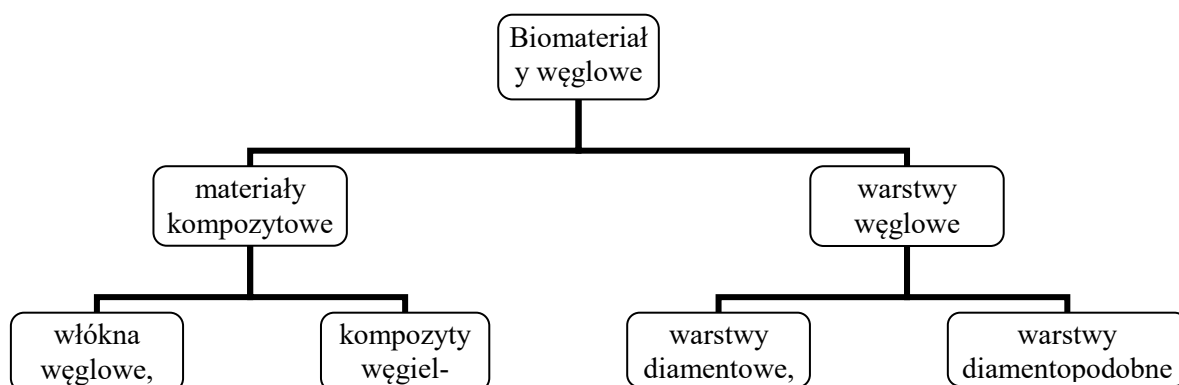 Biomateriał
y węglowe
materiały
kompozytowe
warstwy
węglowe
włókna
węglowe,
kompozyty
węgiel-
warstwy
diamentowe,
warstwy
diamentopodobne